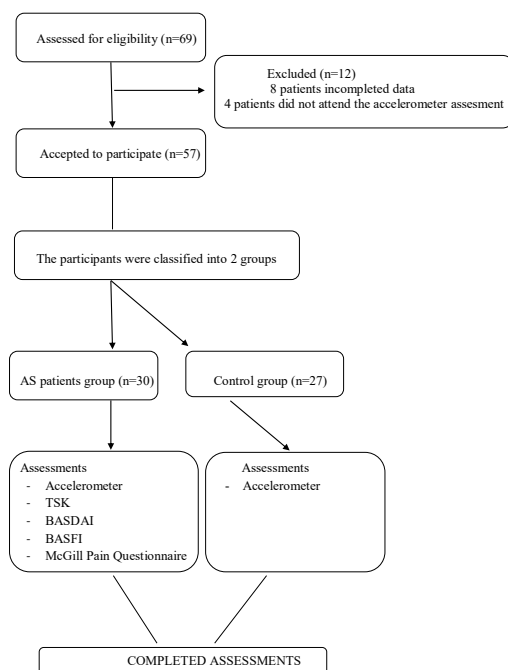 Assessed for eligibility (n=69)
Excluded (n=12)
8 patients incompleted data
4 patients did not attend the accelerometer assesment
Accepted to participate (n=57)
The participants were classified into 2 groups
AS patients group (n=30)
Control group (n=27)
Assessments
- Accelerometer
- TSK
- BASDAI
- BASFI
- McGill Pain Questionnaire
Assessments
- Accelerometer
COMPLETED ASSESSMENTS